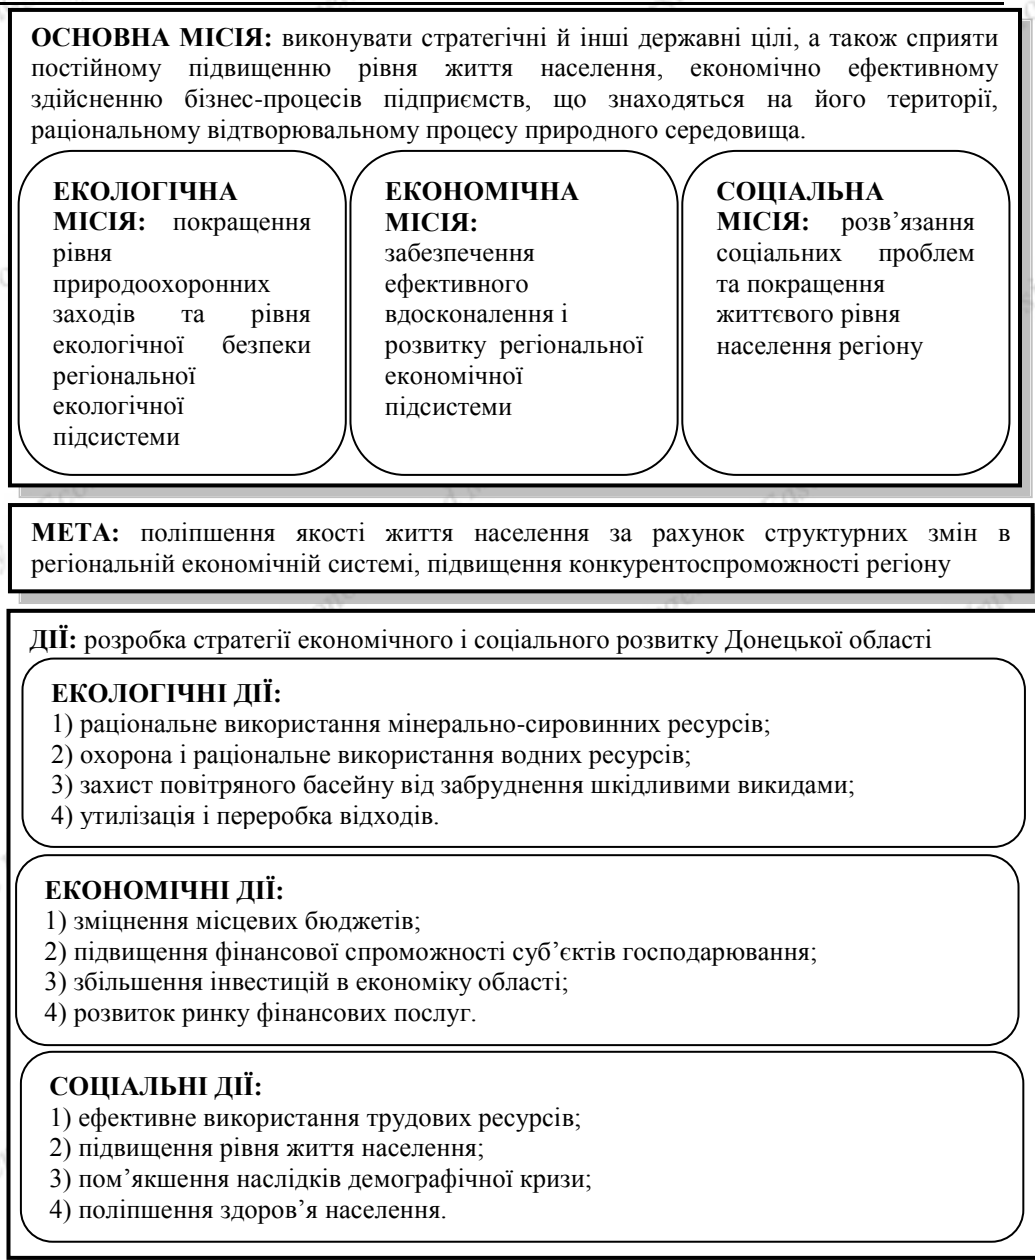 ОСНОВНА МІСІЯ: виконувати стратегічні й інші державні цілі, а також сприяти
постійному підвищенню рівня життя населення, економічно ефективному
здійсненню бізнес-процесів підприємств, що знаходяться на його території,
раціональному відтворювальному процесу природного середовища.
ЕКОЛОГІЧНА
МІСІЯ: покращення
рівня
природоохоронних
заходів та рівня
екологічної безпеки
регіональної
екологічної
підсистеми
ЕКОНОМІЧНА
МІСІЯ:
забезпечення
ефективного
вдосконалення і
розвитку регіональної
економічної
підсистеми
СОЦІАЛЬНА
МІСІЯ: розв’язання
соціальних проблем
та покращення
життєвого рівня
населення регіону
МЕТА: поліпшення якості життя населення за рахунок структурних змін в
регіональній економічній системі, підвищення конкурентоспроможності регіону
ДІЇ: розробка стратегії економічного і соціального розвитку Донецької області
ЕКОЛОГІЧНІ ДІЇ:
1) раціональне використання мінерально-сировинних ресурсів;
2) охорона і раціональне використання водних ресурсів;
3) захист повітряного басейну від забруднення шкідливими викидами;
4) утилізація і переробка відходів.
ЕКОНОМІЧНІ ДІЇ:
1) зміцнення місцевих бюджетів;
2) підвищення фінансової спроможності суб’єктів господарювання;
3) збільшення інвестицій в економіку області;
4) розвиток ринку фінансових послуг.
СОЦІАЛЬНІ ДІЇ:
1) ефективне використання трудових ресурсів;
2) підвищення рівня життя населення;
3) пом’якшення наслідків демографічної кризи;
4) поліпшення здоров’я населення.